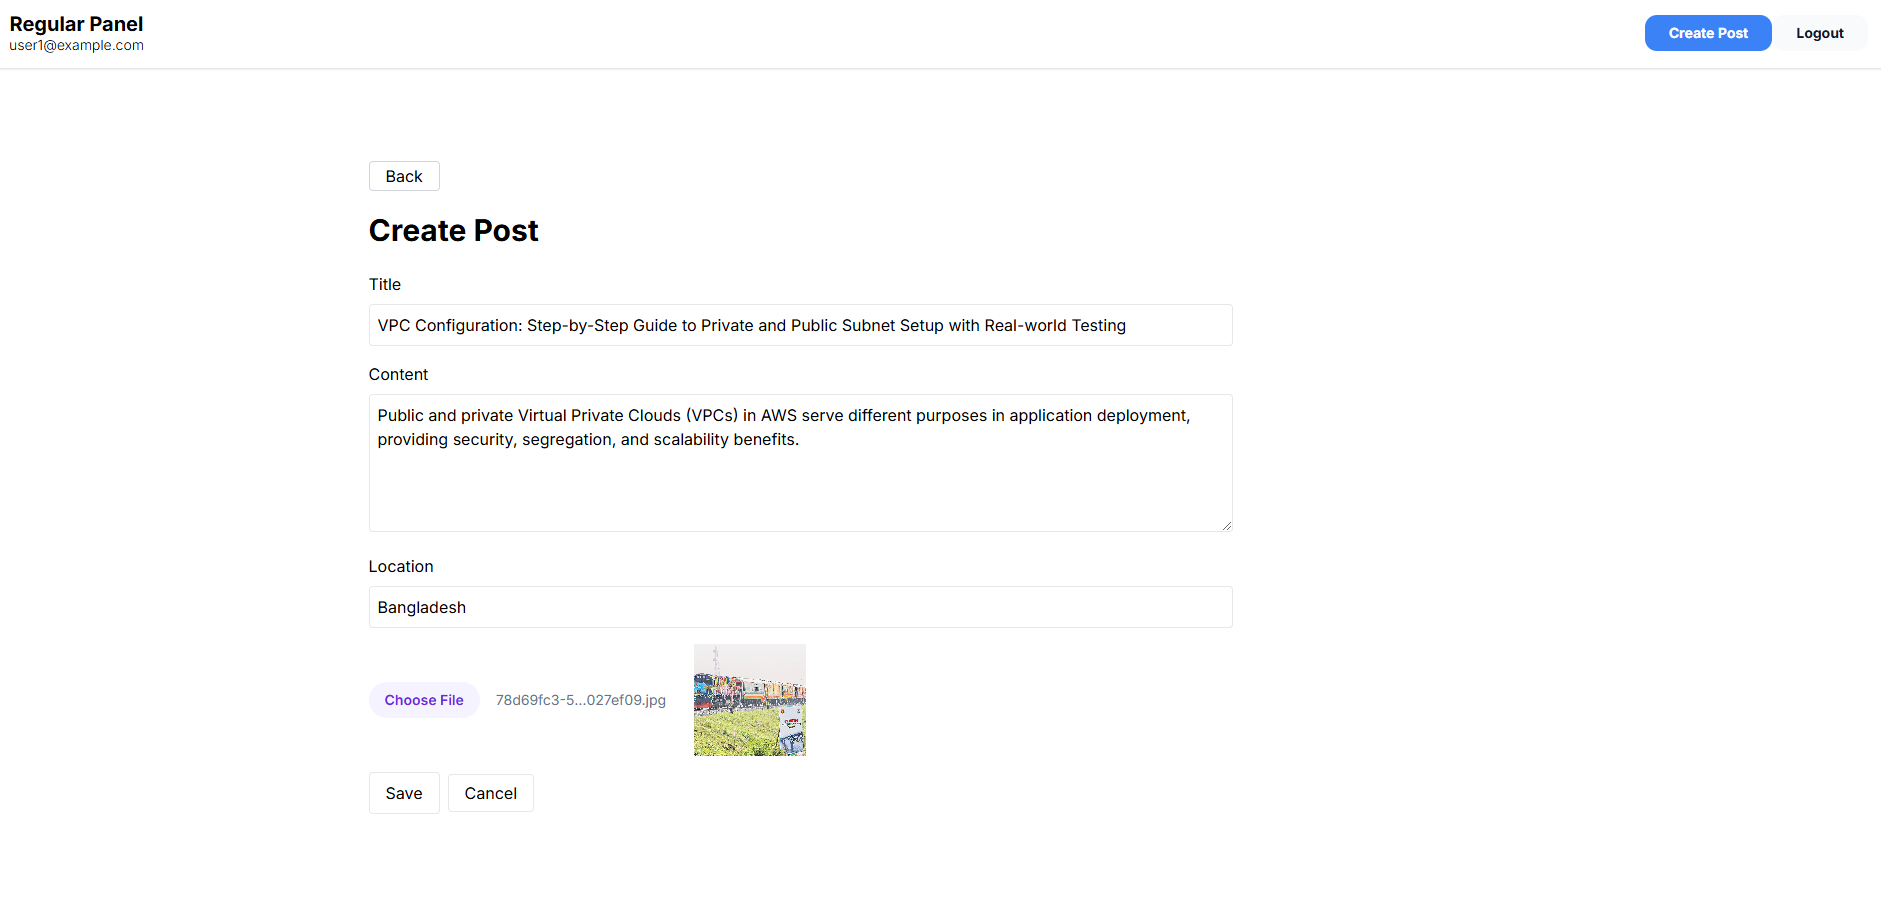 Regular Panel
user1@example.com
Create Post
Logout
Back
Create Post
Title
VPC Configuration: Step-by-Step Guide to Private and Public Subnet Setup with Real-world Testing
Content
Public and private Virtual Private Clouds (VPCs) in AWS serve different purposes in application deployment,
providing security, segregation, and scalability benefits.
Location
Bangladesh
Choose File
78d69fc3-5...027ef09.jpg
Save
Cancel